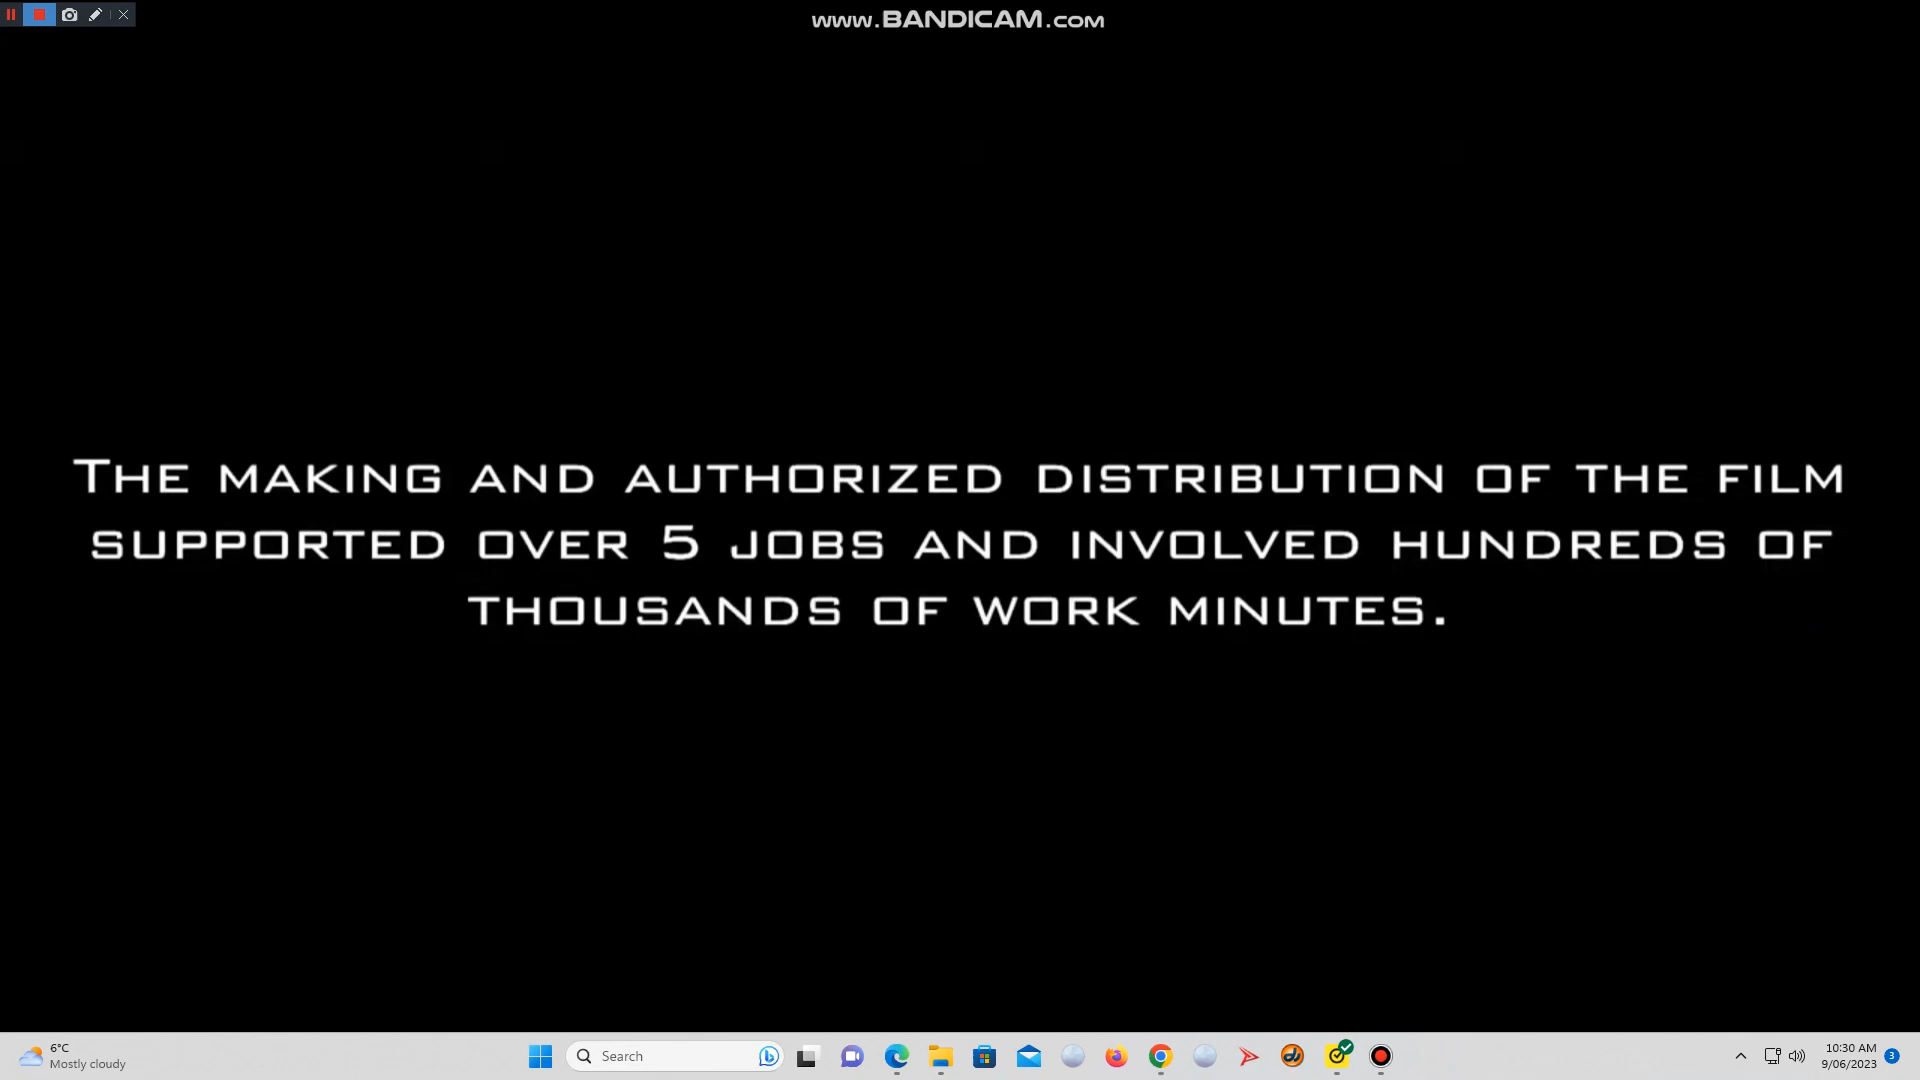 www.BANDICAM.com
The making and authorized distribution of the film
supported over 5 jobs and involved hundreds of
thousands of work minutes.
6°C
Mostly cloudy
Search
10:30 AM
9/06/2023
3